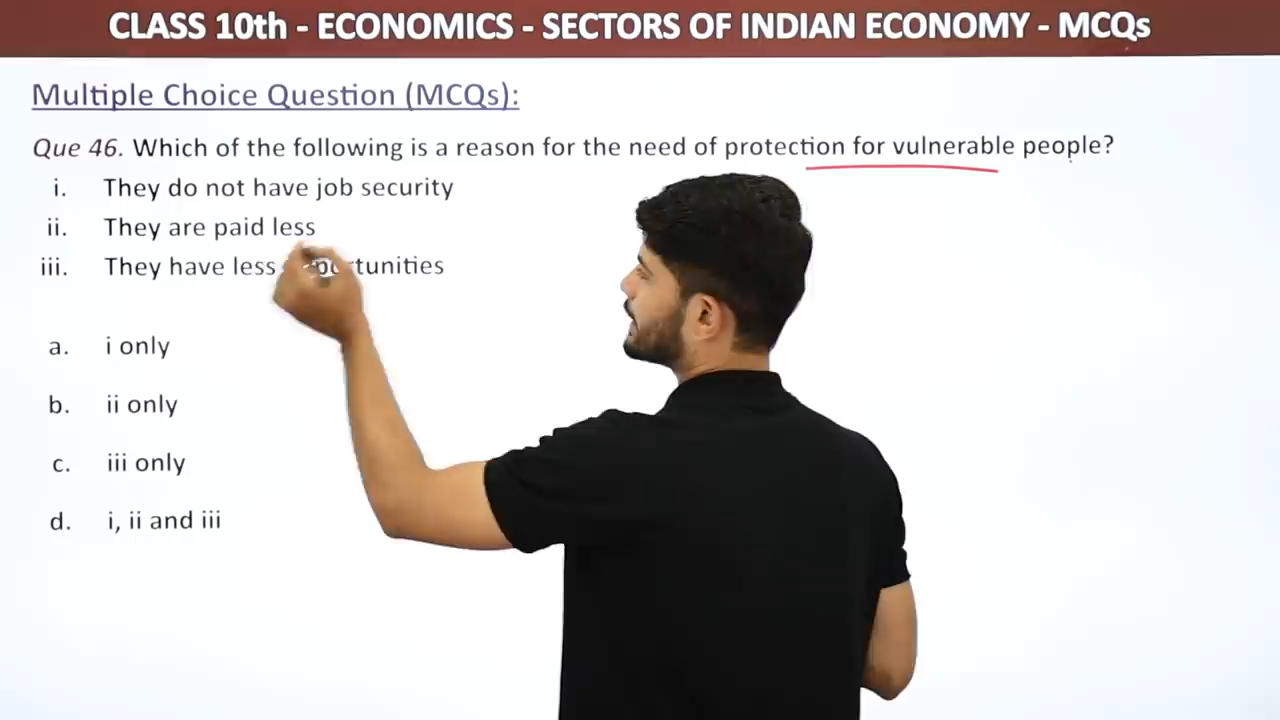 CLASS 10th - ECONOMICS - SECTORS OF INDIAN ECONOMY - MCQs
Multiple Choice Question (MCQs):
Que 46. Which of the following is a reason for the need of protection for vulnerable people?
i. They do not have job security
ii. They are paid less
iii. They have less
a. i only
b. ii only
c. iii only
d. i, ii and iii